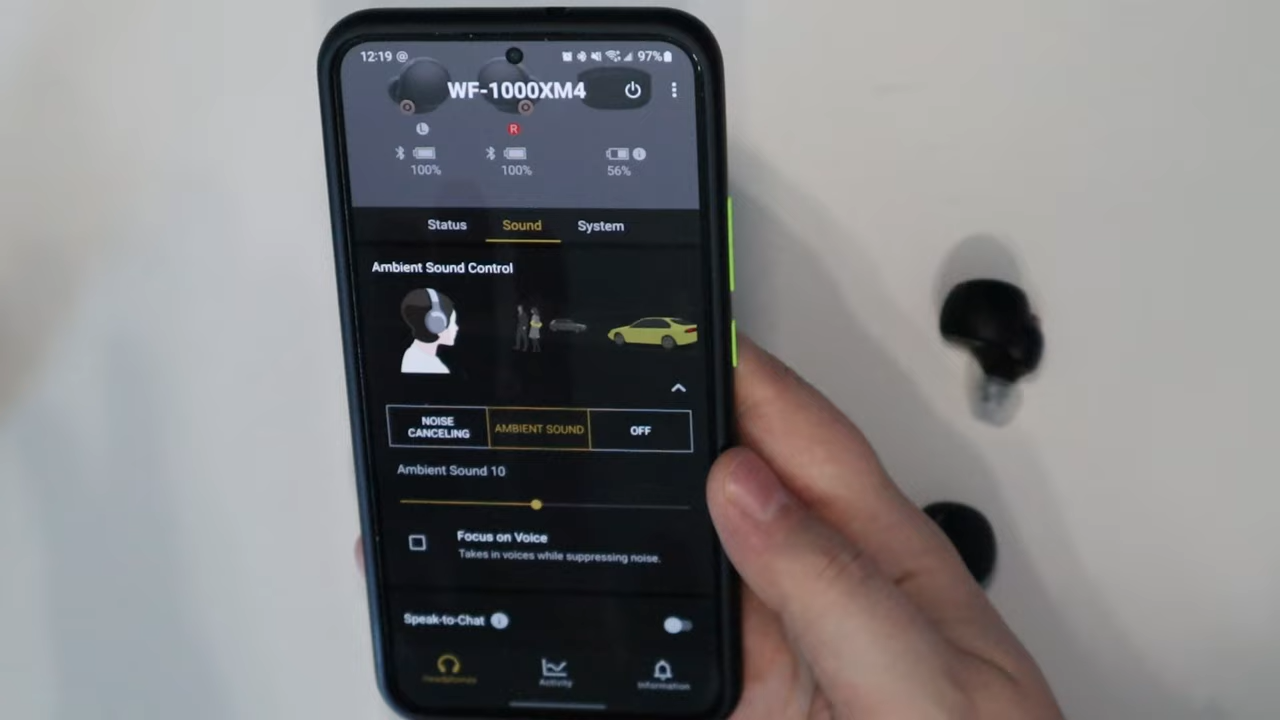 12:19 @ 97%
WF-1000XM4
L R
100% 100% 56%
Status Sound System
Ambient Sound Control
NOISE CANCELING AMBIENT SOUND OFF
Ambient Sound 10
Focus on Voice
Takes in voices while suppressing noise.
Speak-to-Chat
Headphones Activity Information